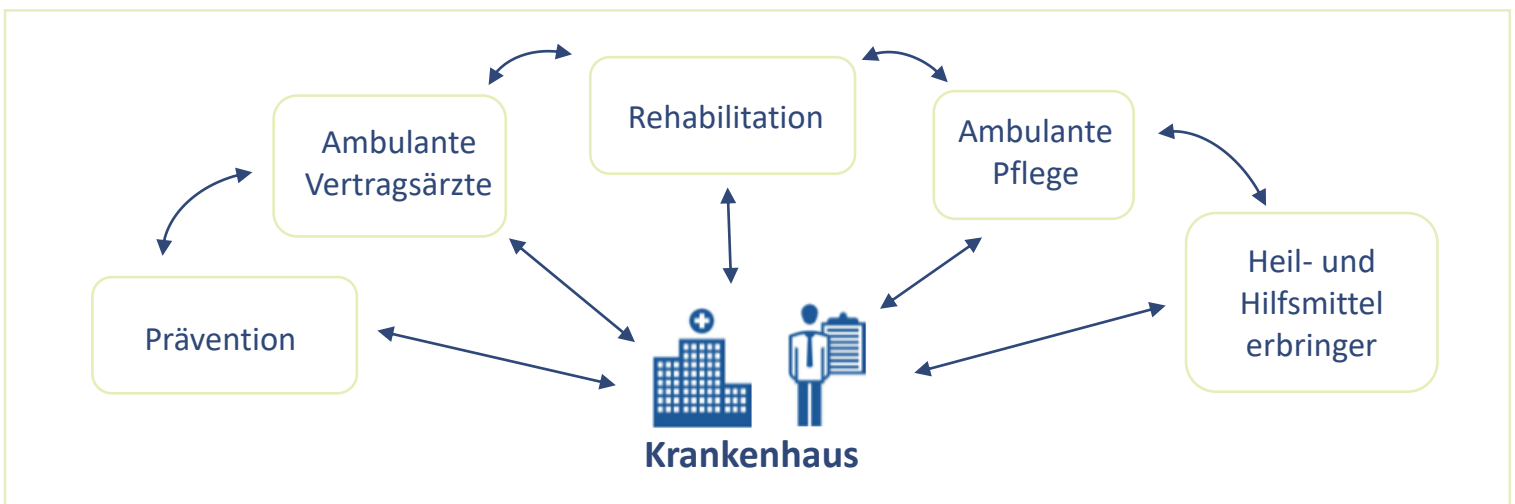 Rehabilitation
Ambulante
Vertragsärzte
Ambulante
Pflege
Prävention
Heil- und
Hilfsmittel
erbringer
Krankenhaus